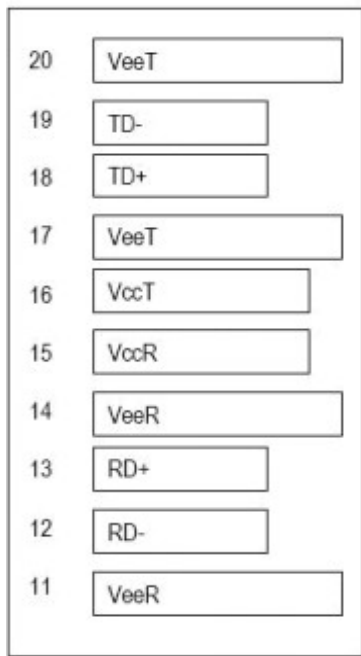 20 VeeT
19 TD-
18 TD+
17 VeeT
16 VccT
15 VccR
14 VeeR
13 RD+
12 RD-
11 VeeR